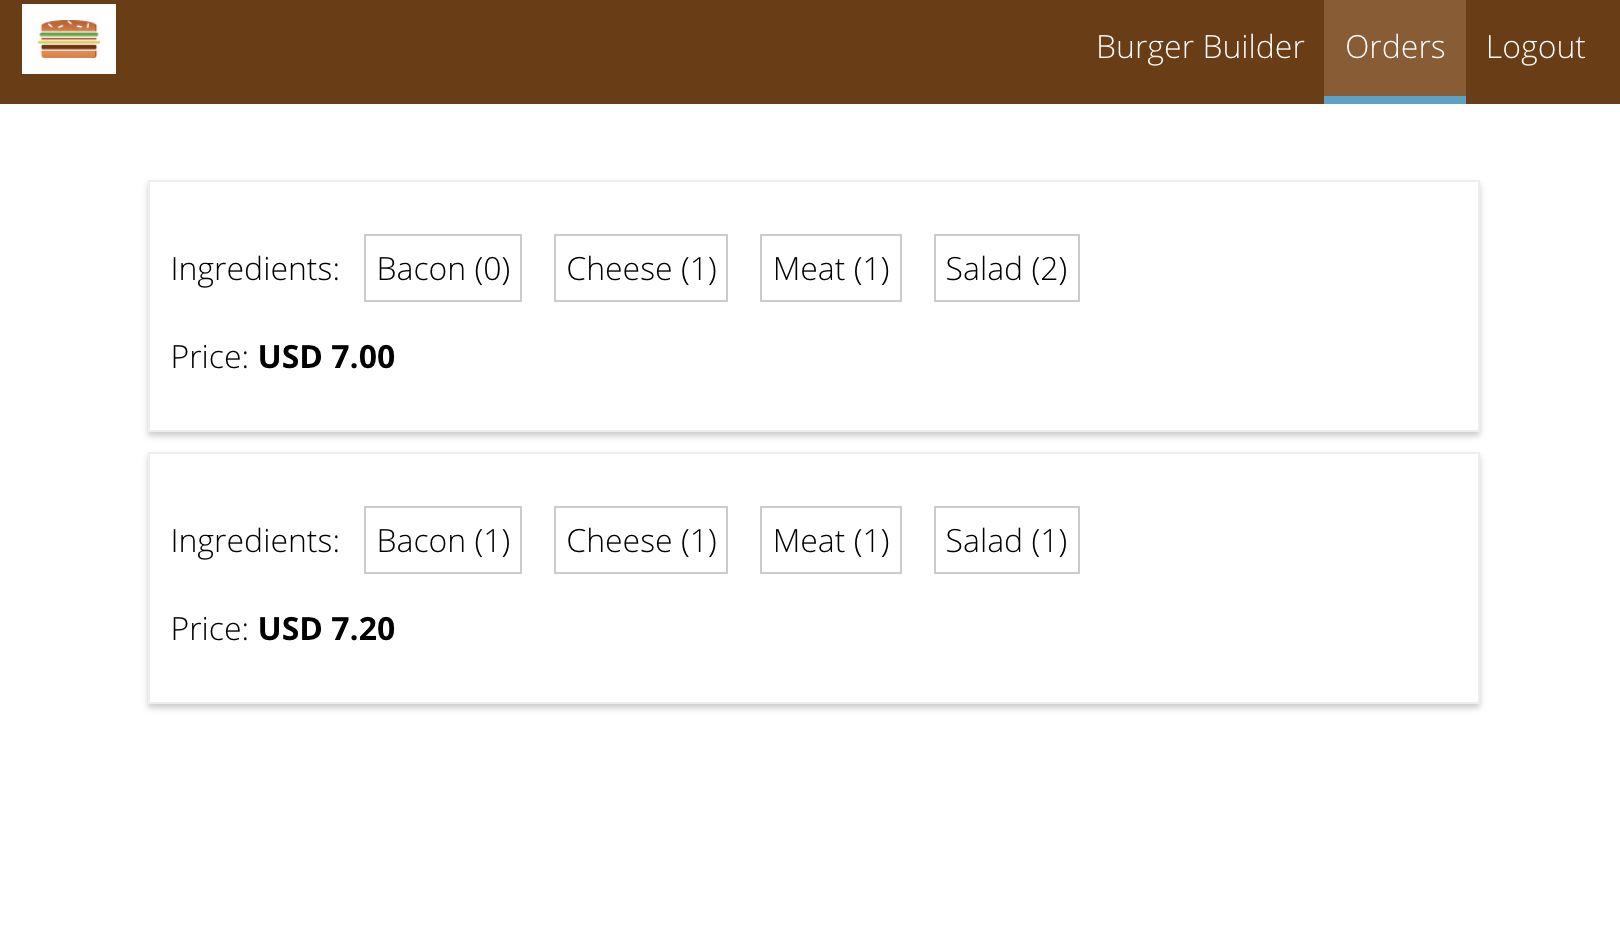 Burger Builder Orders Logout
Ingredients: Bacon (0) Cheese (1) Meat (1) Salad (2)
Price: USD 7.00
Ingredients: Bacon (1) Cheese (1) Meat (1) Salad (1)
Price: USD 7.20